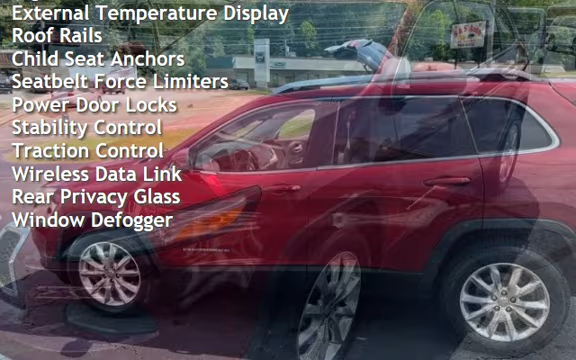 External Temperature Display
Roof Rails
Child Seat Anchors
Seatbelt Force Limiters
Power Door Locks
Stability Control
Traction Control
Wireless Data Link
Rear Privacy Glass
Window Defogger